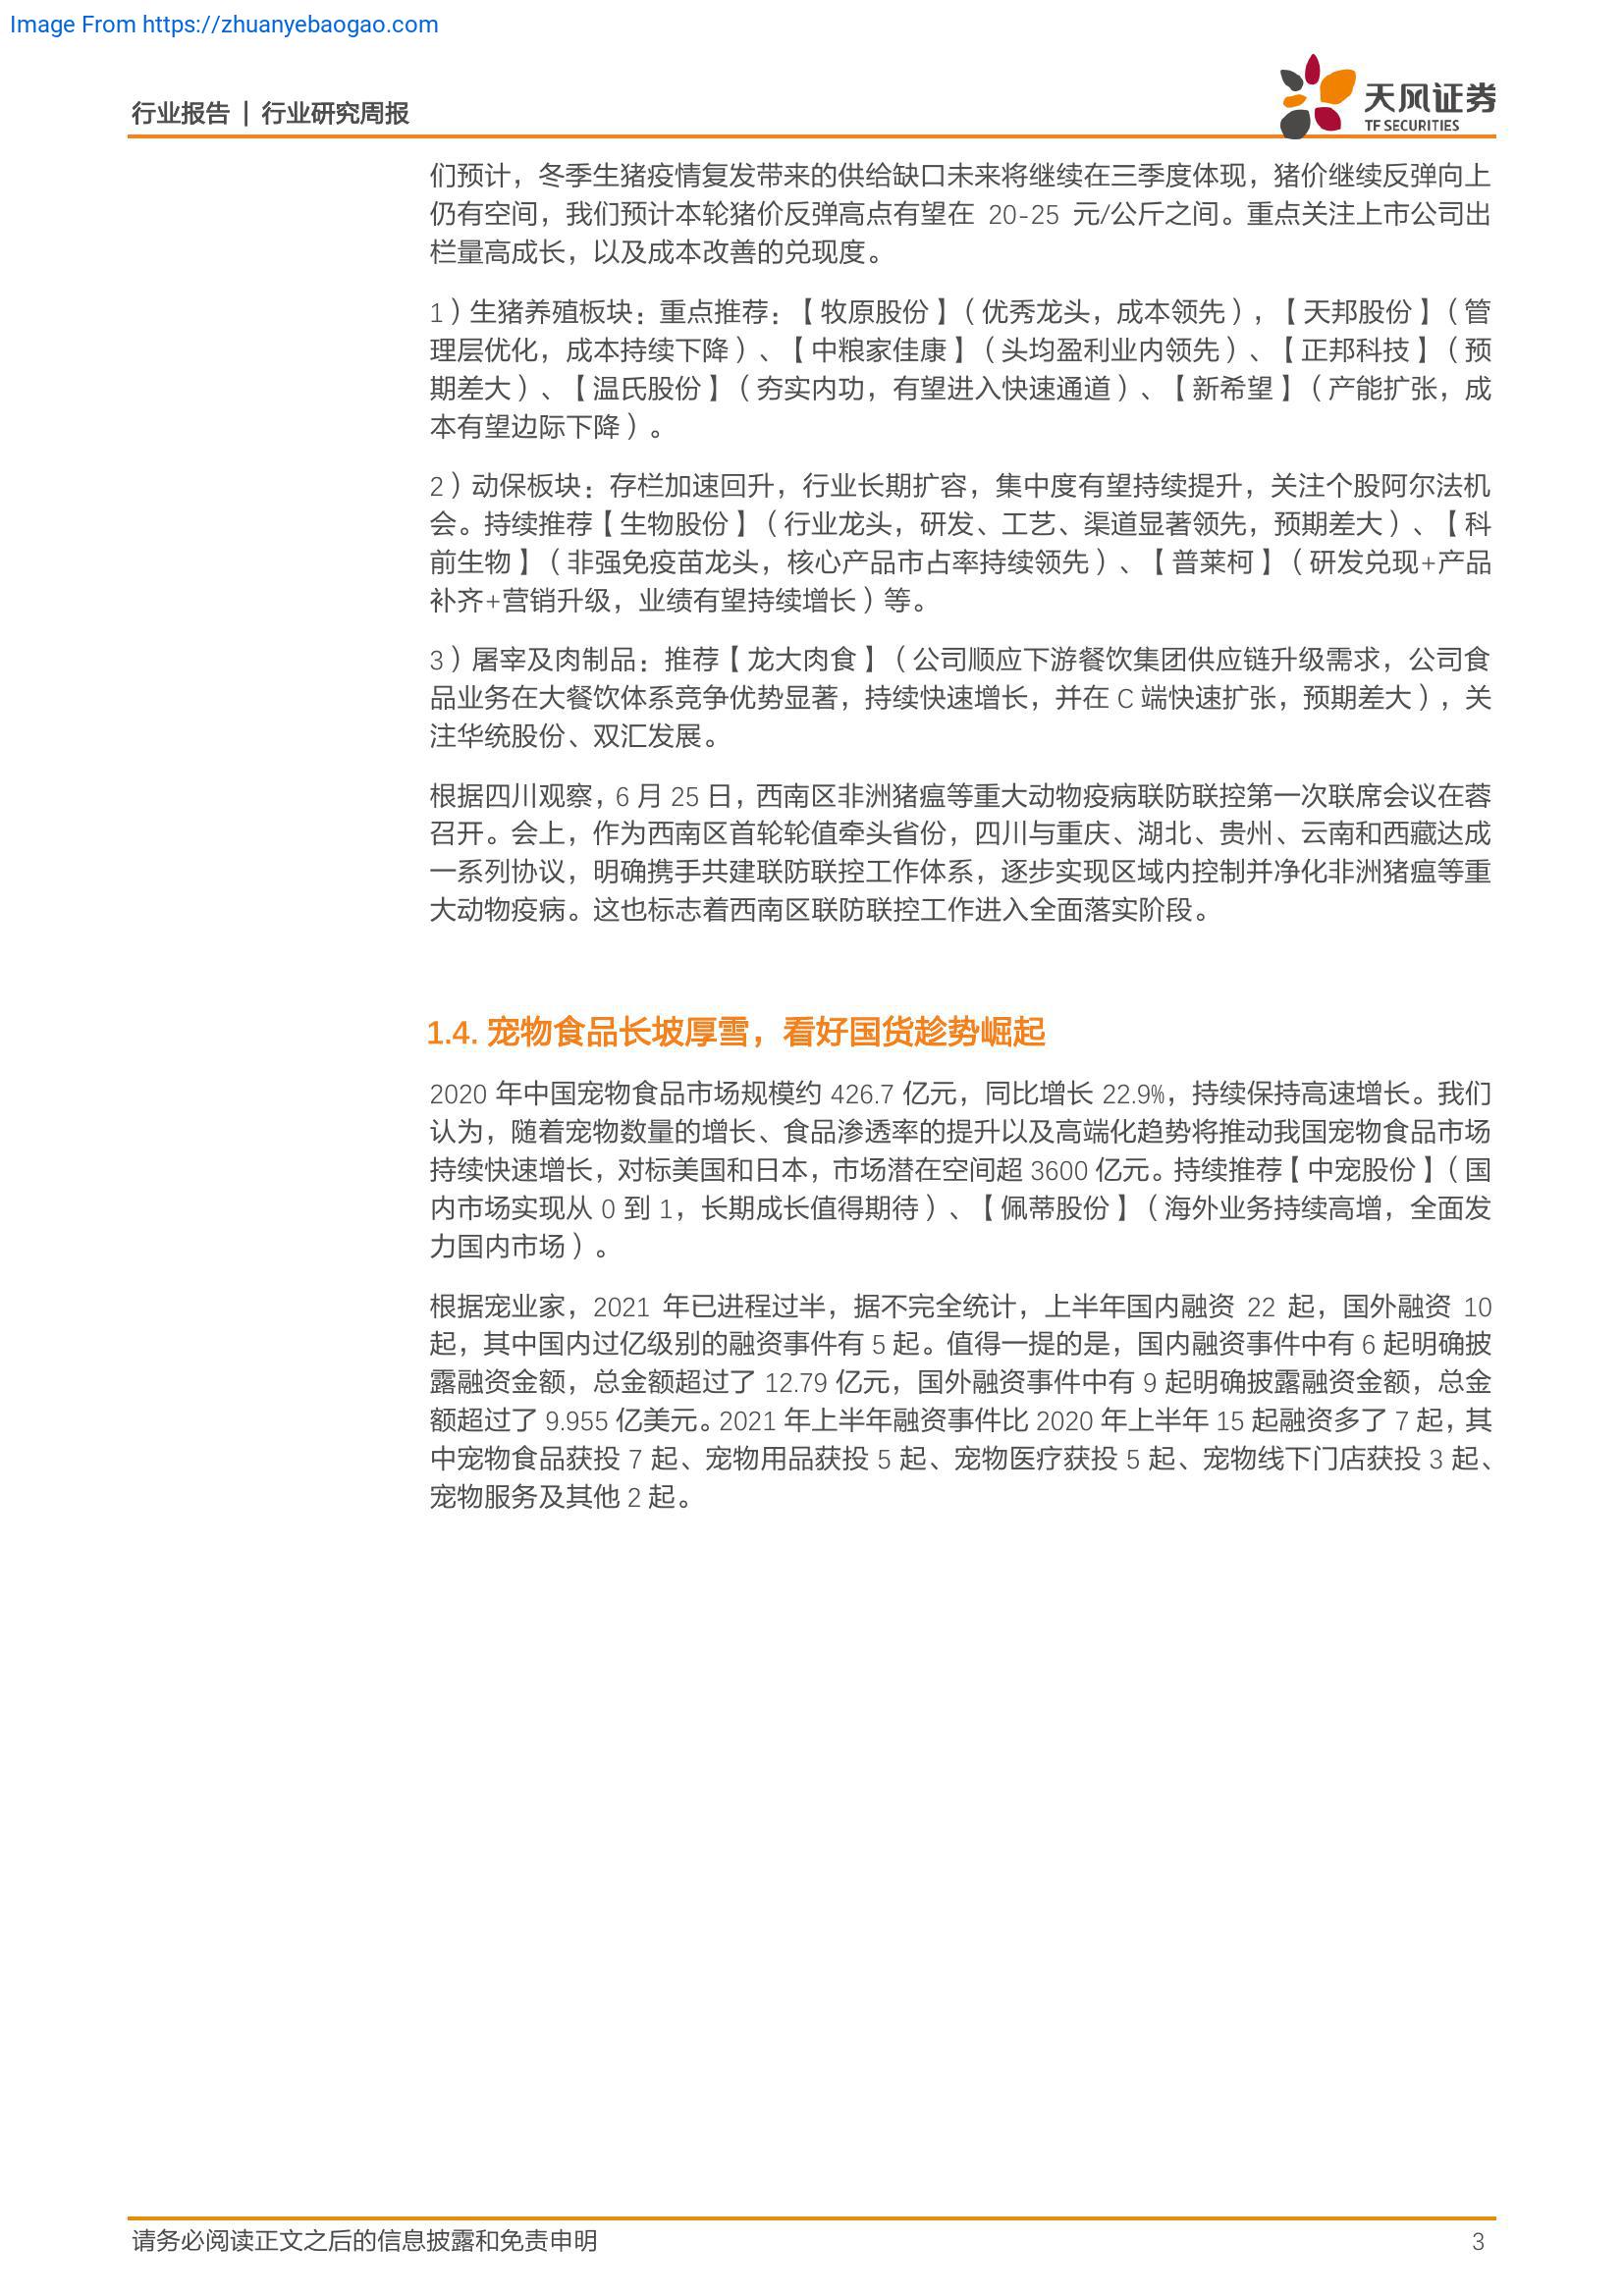 Image From https://zhuanyebaogao.com
行业报告 | 行业研究周报
天风证券
TF SECURITIES
们预计，冬季生猪疫情复发带来的供给缺口未来将继续在三季度体现，猪价继续反弹向上
仍有空间，我们预计本轮猪价反弹高点有望在 20-25 元/公斤之间。重点关注上市公司出
栏量高成长，以及成本改善的兑现度。
1）生猪养殖板块：重点推荐：【牧原股份】（优秀龙头，成本领先），【天邦股份】（管
理层优化，成本持续下降）、【中粮家佳康】（头均盈利业内领先）、【正邦科技】（预
期差大）、【温氏股份】（夯实内功，有望进入快速通道）、【新希望】（产能扩张，成
本有望边际下降）。
2）动保板块：存栏加速回升，行业长期扩容，集中度有望持续提升，关注个股阿尔法机
会。持续推荐【生物股份】（行业龙头，研发、工艺、渠道显著领先，预期差大）、【科
前生物】（非强免疫苗龙头，核心产品市占率持续领先）、【普莱柯】（研发兑现+产品
补齐+营销升级，业绩有望持续增长）等。
3）屠宰及肉制品：推荐【龙大肉食】（公司顺应下游餐饮集团供应链升级需求，公司食
品业务在大餐饮体系竞争优势显著，持续快速增长，并在 C 端快速扩张，预期差大），关
注华统股份、双汇发展。
根据四川观察，6 月 25 日，西南区非洲猪瘟等重大动物疫病联防联控第一次联席会议在蓉
召开。会上，作为西南区首轮轮值牵头省份，四川与重庆、湖北、贵州、云南和西藏达成
一系列协议，明确携手共建联防联控工作体系，逐步实现区域内控制并净化非洲猪瘟等重
大动物疫病。这也标志着西南区联防联控工作进入全面落实阶段。
1.4. 宠物食品长坡厚雪，看好国货趁势崛起
2020 年中国宠物食品市场规模约 426.7 亿元，同比增长 22.9%，持续保持高速增长。我们
认为，随着宠物数量的增长、食品渗透率的提升以及高端化趋势将推动我国宠物食品市场
持续快速增长，对标美国和日本，市场潜在空间超 3600 亿元。持续推荐【中宠股份】（国
内市场实现从 0 到 1，长期成长值得期待）、【佩蒂股份】（海外业务持续高增，全面发
力国内市场）。
根据宠业家，2021 年已进程过半，据不完全统计，上半年国内融资 22 起，国外融资 10
起，其中国内过亿级别的融资事件有 5 起。值得一提的是，国内融资事件中有 6 起明确披
露融资金额，总金额超过了 12.79 亿元，国外融资事件中有 9 起明确披露融资金额，总金
额超过了 9.955 亿美元。2021 年上半年融资事件比 2020 年上半年 15 起融资多了 7 起，其
中宠物食品获投 7 起、宠物用品获投 5 起、宠物医疗获投 5 起、宠物线下门店获投 3 起、
宠物服务及其他 2 起。
请务必阅读正文之后的信息披露和免责申明
3